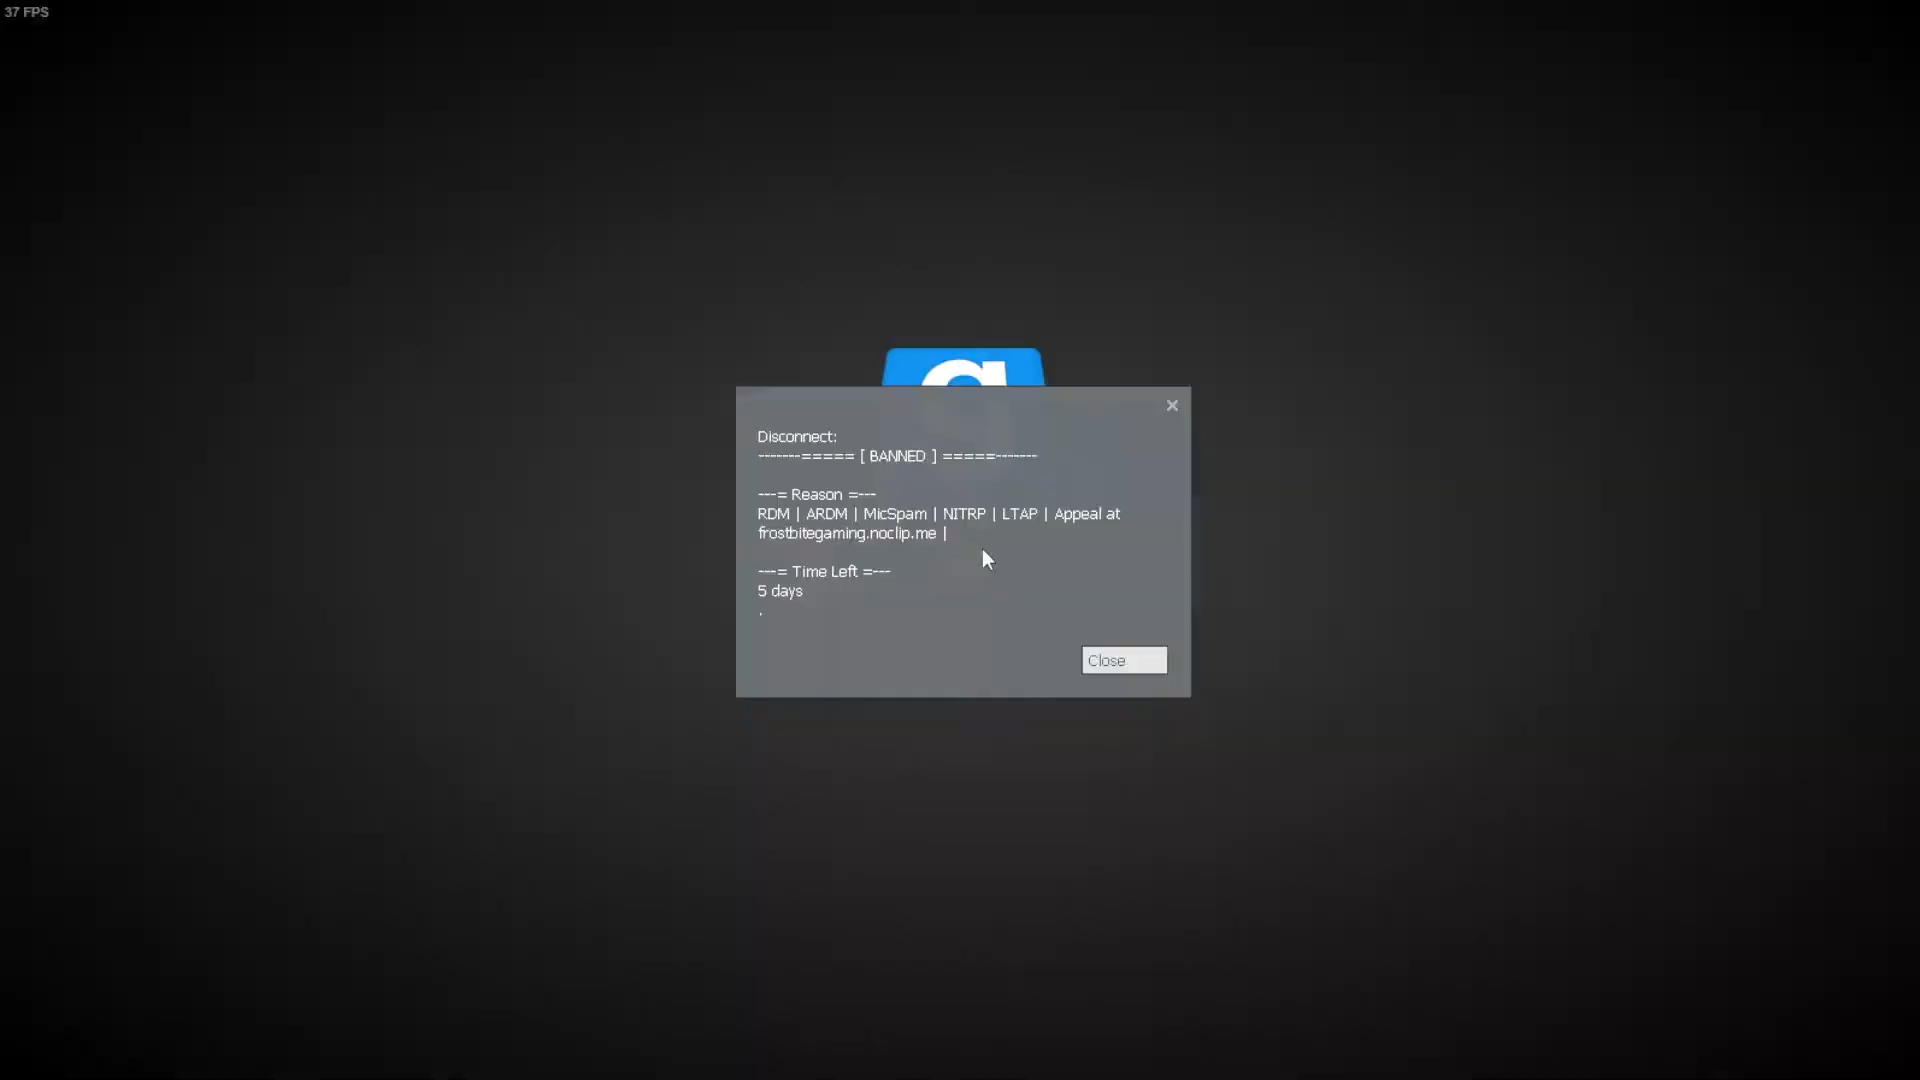 37 FPS
g
Disconnect:
-------===== [ BANNED ] =====-------
---= Reason =---
RDM | ARDM | MicSpam | NITRP | LTAP | Appeal at
frostbitegaming.noclip.me |
---= Time Left =---
5 days
.
Close